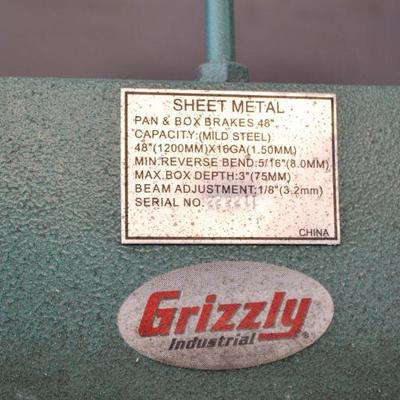 SHEET METAL
PAN & BOX BRAKES 48"
CAPACITY:(MILD STEEL)
48"(1200MM)X16GA(1.50MM)
MIN.REVERSE BEND:5/16"(8.0MM)
MAX.BOX DEPTH:3"(75MM)
BEAM ADJUSTMENT:1/8"(3.2mm)
SERIAL NO.
CHINA
Grizzly
Industrial